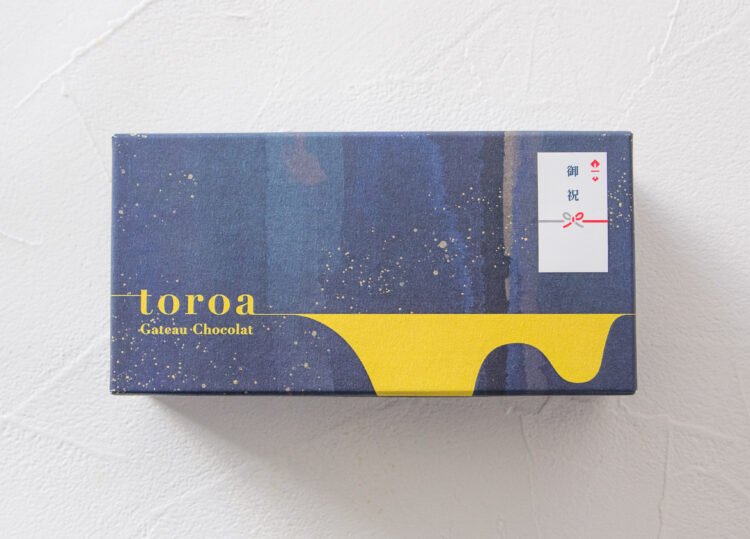 toroa
Gateau Chocolat
御祝